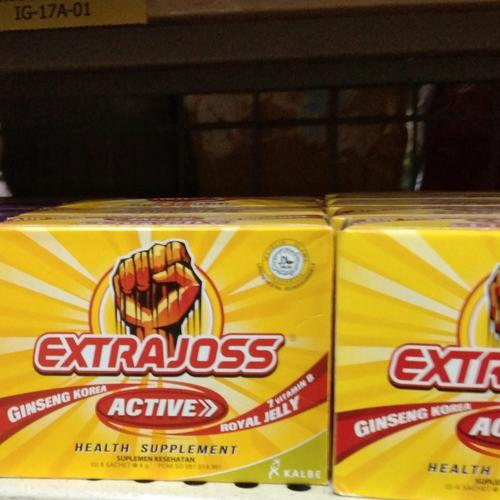 IG-17A-01
EXTRAJOSS
GINSENG KOREA
ACTIVE
7 VITAMIN B
ROYAL JELLY
HEALTH SUPPLEMENT
SUPLEMEN KESEHATAN
KALBE
EXTR
GINSENG KOREA
AC
HEALTH